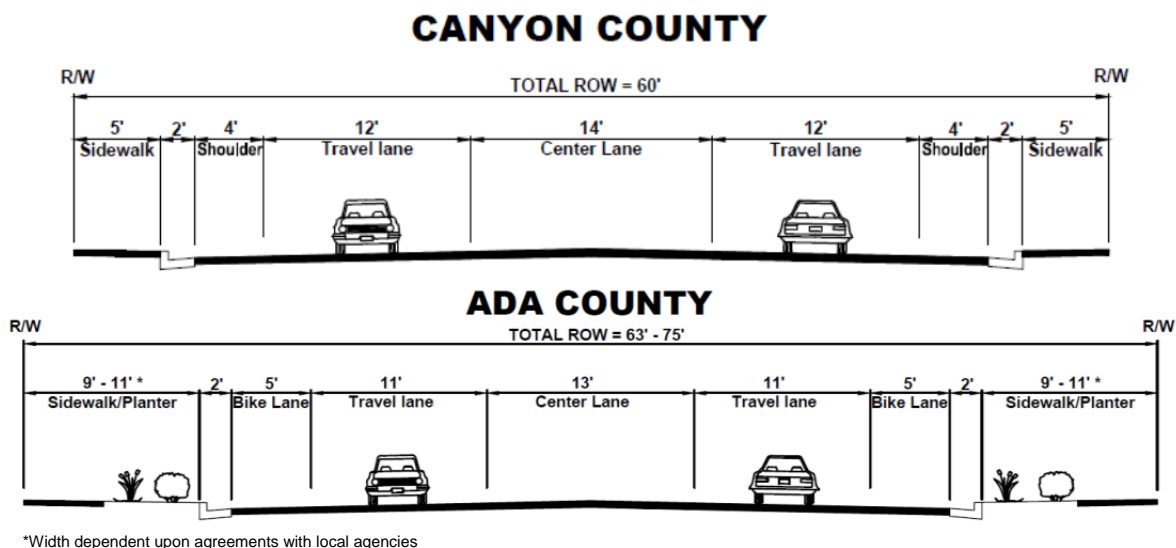 CANYON COUNTY
R/W R/W
TOTAL ROW = 60'
5' 2' 4' 12' 14' 12' 4' 2' 5'
Sidewalk Shoulder Travel lane Center Lane Travel lane Shoulder Sidewalk
ADA COUNTY
R/W R/W
TOTAL ROW = 63' - 75'
9' - 11' * 2' 5' 11' 13' 11' 5' 2' 9' - 11' *
Sidewalk/Planter Bike Lane Travel lane Center Lane Travel lane Bike Lane Sidewalk/Planter
*Width dependent upon agreements with local agencies